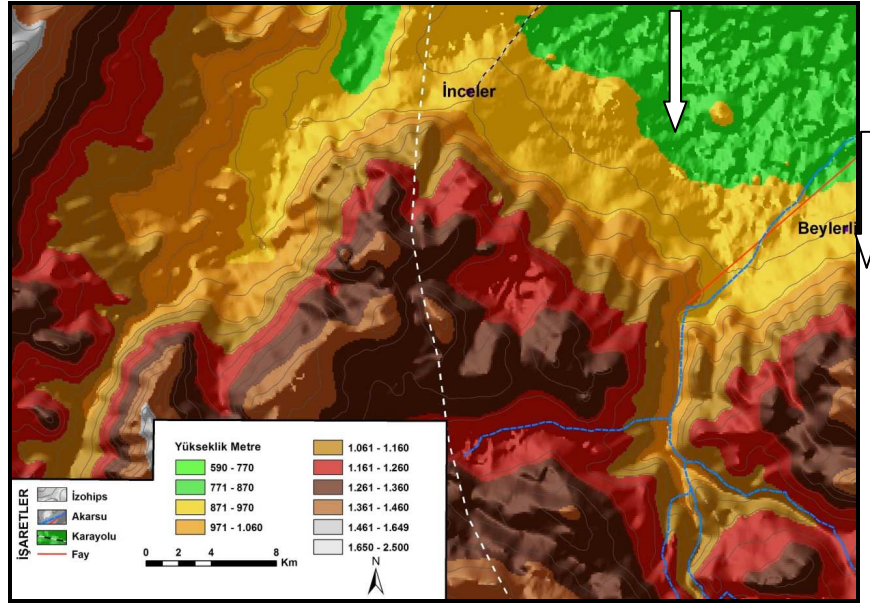 İnceler
Beylerli
Yükseklik Metre
590 - 770
771 - 870
871 - 970
971 - 1.060
1.061 - 1.160
1.161 - 1.260
1.261 - 1.360
1.361 - 1.460
1.461 - 1.649
1.650 - 2.500
İŞARETLER
İzohips
Akarsu
Karayolu
Fay
0 2 4 8
Km
N